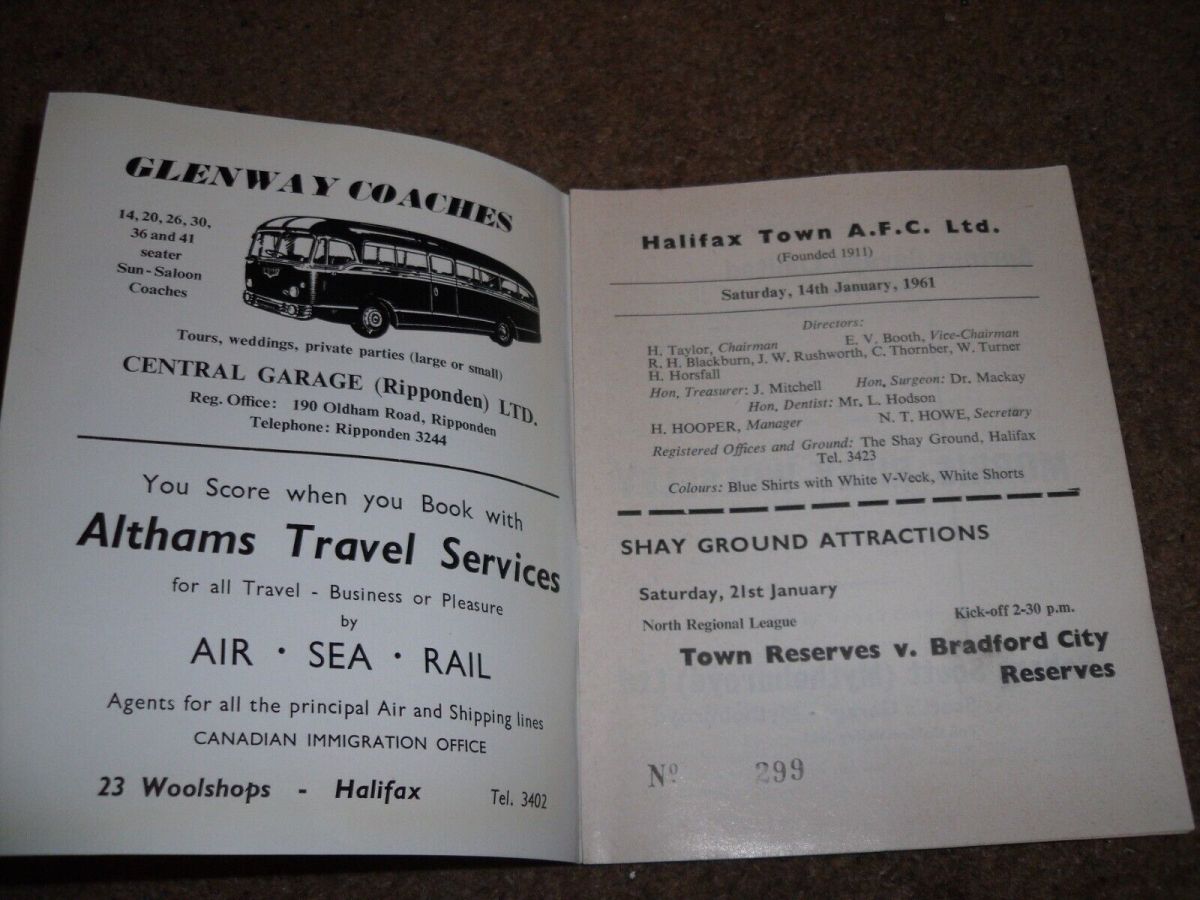 GLENWAY COACHES
14, 20, 26, 30,
36 and 41
seater
Sun-Saloon
Coaches
Tours, weddings, private parties (large or small)
CENTRAL GARAGE (Ripponden) LTD.
Reg. Office: 190 Oldham Road, Ripponden
Telephone: Ripponden 3244
You Score when you Book with
Althams Travel Services
for all Travel - Business or Pleasure
by
AIR · SEA · RAIL
Agents for all the principal Air and Shipping lines
CANADIAN IMMIGRATION OFFICE
23 Woolshops - Halifax Tel. 3402
Halifax Town A.F.C. Ltd.
(Founded 1911)
Saturday, 14th January, 1961
Directors:
H. Taylor, Chairman E. V. Booth, Vice-Chairman
R. H. Blackburn, J. W. Rushworth, C. Thornber, W. Turner
H. Horsfall
Hon, Treasurer: J. Mitchell Hon, Surgeon: Dr. Mackay
Hon, Dentist: Mr. L. Hodson
H. HOOPER, Manager N. T. HOWE, Secretary
Registered Offices and Ground: The Shay Ground, Halifax
Tel. 3423
Colours: Blue Shirts with White V-Veck, White Shorts
SHAY GROUND ATTRACTIONS
Saturday, 21st January
North Regional League Kick-off 2-30 p.m.
Town Reserves v. Bradford City
Reserves
Nº 299